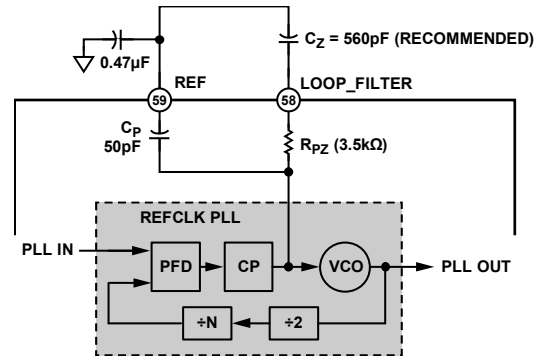 C_Z = 560pF (RECOMMENDED)
0.47µF
REF
LOOP_FILTER
59
58
C_P
50pF
R_PZ (3.5kΩ)
REFCLK PLL
PLL IN
PFD
CP
VCO
PLL OUT
÷N
÷2